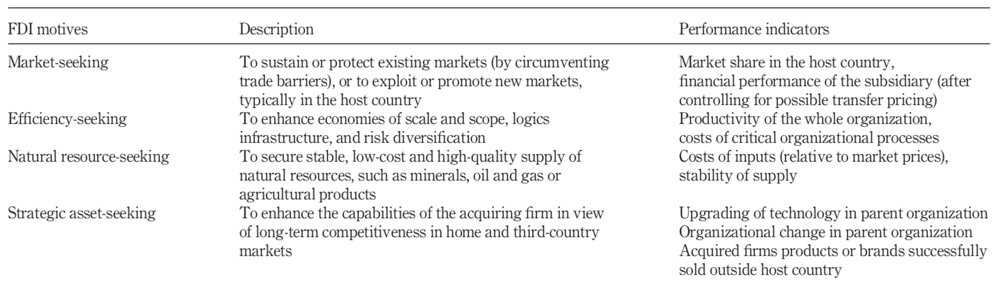 FDI motives Description Performance indicators
Market-seeking To sustain or protect existing markets (by circumventing Market share in the host country,
trade barriers), or to exploit or promote new markets, financial performance of the subsidiary (after
typically in the host country controlling for possible transfer pricing)
Efficiency-seeking To enhance economies of scale and scope, logics Productivity of the whole organization,
infrastructure, and risk diversification costs of critical organizational processes
Natural resource-seeking To secure stable, low-cost and high-quality supply of Costs of inputs (relative to market prices),
natural resources, such as minerals, oil and gas or stability of supply
agricultural products
Strategic asset-seeking To enhance the capabilities of the acquiring firm in view Upgrading of technology in parent organization
of long-term competitiveness in home and third-country Organizational change in parent organization
markets Acquired firms products or brands successfully
sold outside host country